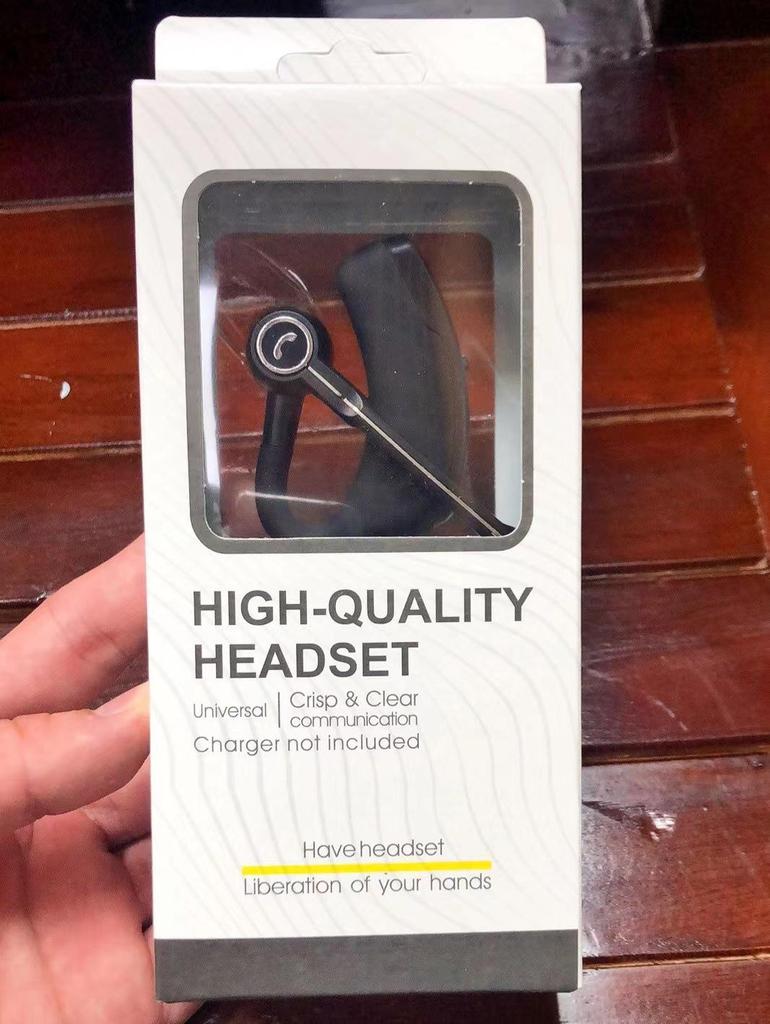 HIGH-QUALITY
HEADSET
Universal | Crisp & Clear
communication
Charger not included
Have headset
Liberation of your hands